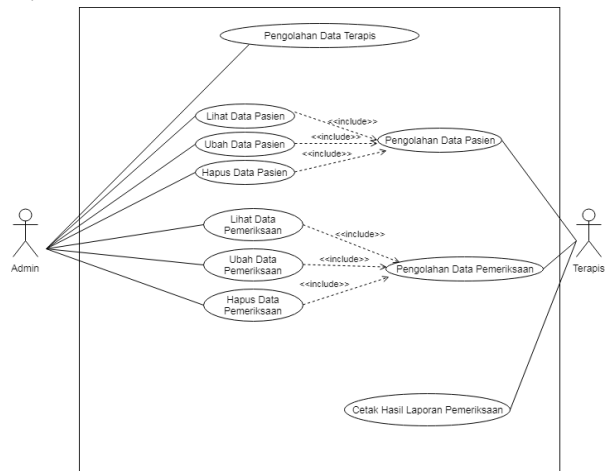 Pengolahan Data Terapis
Lihat Data Pasien
<<include>>
Ubah Data Pasien
<<include>>
Pengolahan Data Pasien
<<include>>
Hapus Data Pasien
Lihat Data
Pemeriksaan
<<include>>
Admin
Terapis
Ubah Data
Pemeriksaan
<<include>>
Pengolahan Data Pemeriksaan
<<include>>
Hapus Data
Pemeriksaan
Cetak Hasil Laporan Pemeriksaan